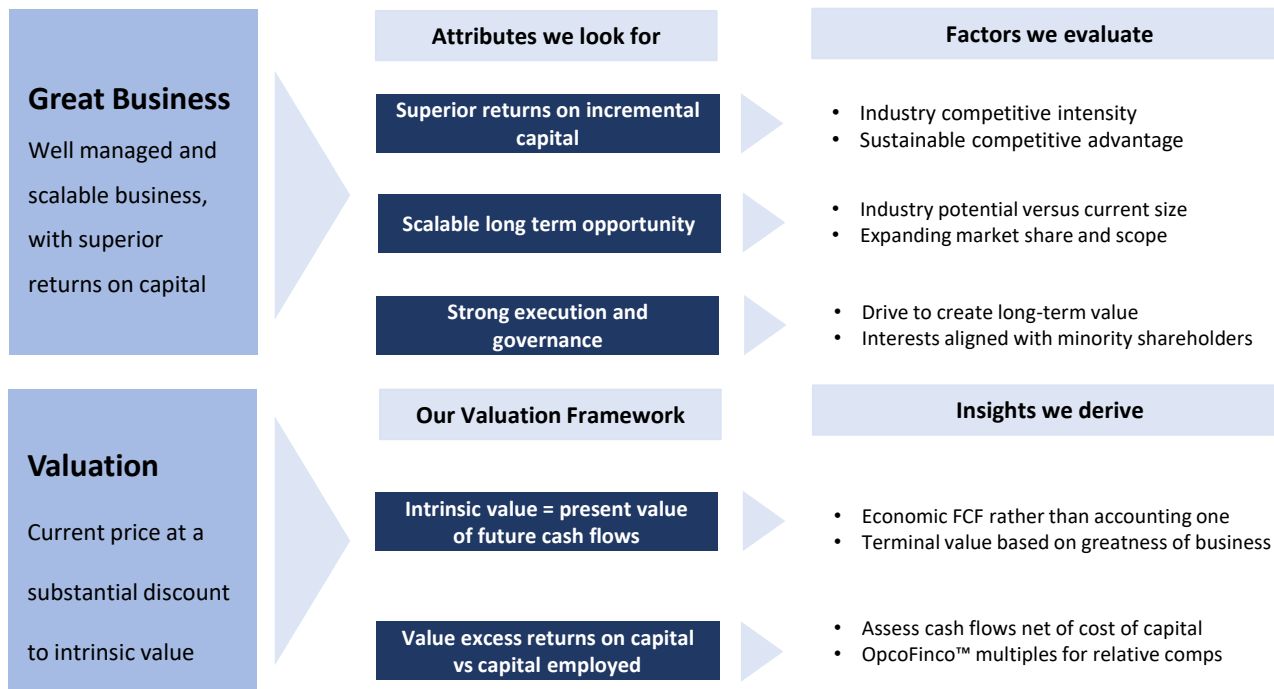 Great Business
Well managed and
scalable business,
with superior
returns on capital
Attributes we look for
Factors we evaluate
Superior returns on incremental
capital
• Industry competitive intensity
• Sustainable competitive advantage
Scalable long term opportunity
• Industry potential versus current size
• Expanding market share and scope
Strong execution and
governance
• Drive to create long-term value
• Interests aligned with minority shareholders
Valuation
Current price at a
substantial discount
to intrinsic value
Our Valuation Framework
Insights we derive
Intrinsic value = present value
of future cash flows
• Economic FCF rather than accounting one
• Terminal value based on greatness of business
Value excess returns on capital
vs capital employed
• Assess cash flows net of cost of capital
• OpcoFinco™ multiples for relative comps